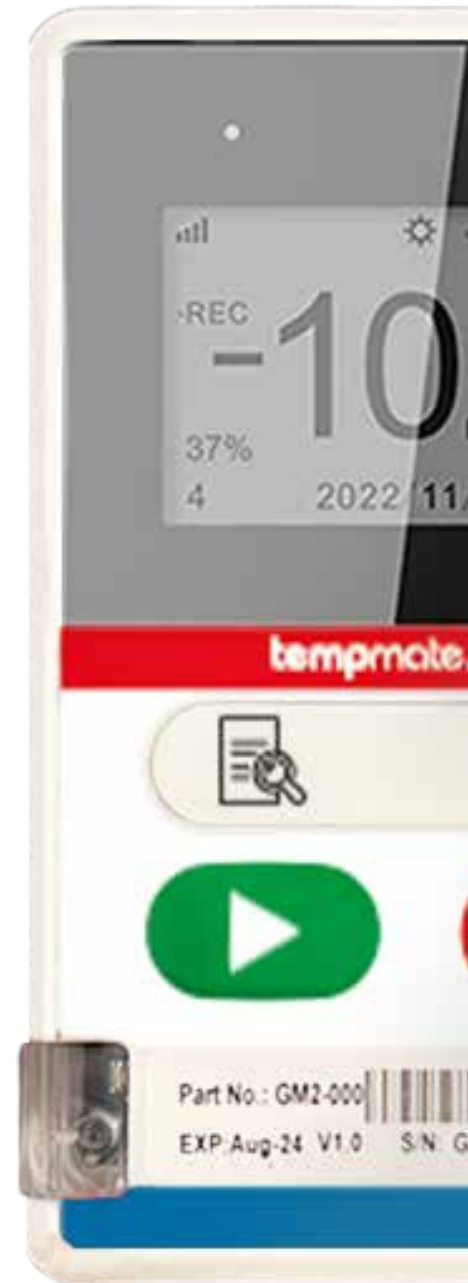 -REC
-10.
37%
4 2022/11/
tempmate.
Part No.: GM2-000
EXP:Aug-24 V1.0 S/N: G